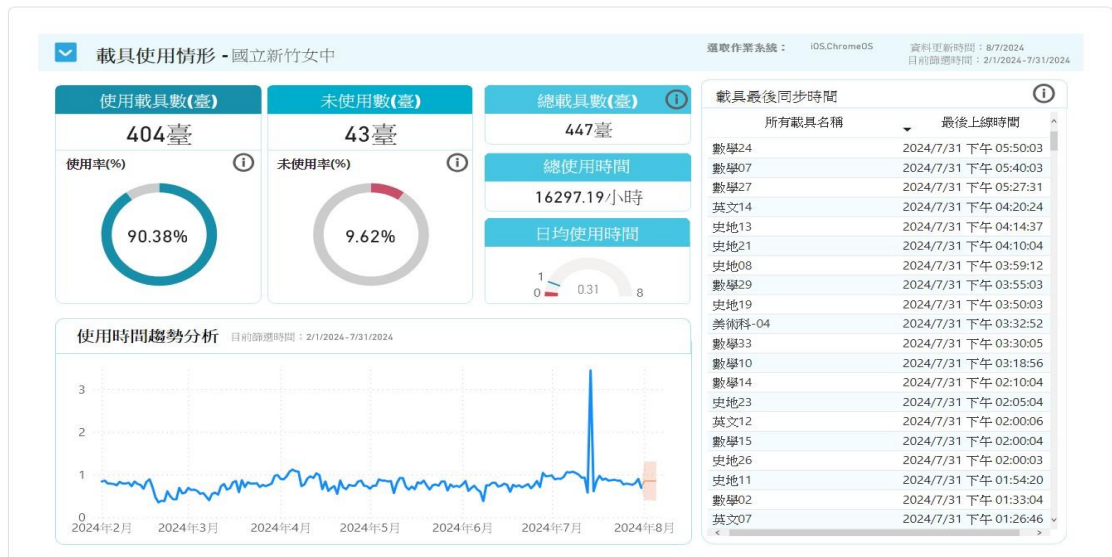 載具使用情形 - 國立新竹女中
選取作業系統： iOS,ChromeOS
資料更新時間：8/7/2024
目前篩選時間：2/1/2024-7/31/2024
使用載具數(臺)
404臺
使用率(%)
90.38%
未使用數(臺)
43臺
未使用率(%)
9.62%
總載具數(臺)
447臺
總使用時間
16297.19小時
日均使用時間
1
0
0.31
8
載具最後同步時間
所有載具名稱 最後上線時間
數學24 2024/7/31 下午 05:50:03
數學07 2024/7/31 下午 05:40:03
數學27 2024/7/31 下午 05:27:31
英文14 2024/7/31 下午 04:20:24
史地13 2024/7/31 下午 04:14:37
史地21 2024/7/31 下午 04:10:04
史地08 2024/7/31 下午 03:59:12
數學29 2024/7/31 下午 03:55:03
史地19 2024/7/31 下午 03:50:03
美術科-04 2024/7/31 下午 03:32:52
數學33 2024/7/31 下午 03:30:05
數學10 2024/7/31 下午 03:18:56
數學14 2024/7/31 下午 02:10:04
史地23 2024/7/31 下午 02:05:04
英文12 2024/7/31 下午 02:00:06
數學15 2024/7/31 下午 02:00:04
史地26 2024/7/31 下午 02:00:03
史地11 2024/7/31 下午 01:54:20
數學02 2024/7/31 下午 01:33:04
英文07 2024/7/31 下午 01:26:46
使用時間趨勢分析 目前篩選時間：2/1/2024-7/31/2024
3
2
1
0
2024年2月 2024年3月 2024年4月 2024年5月 2024年6月 2024年7月 2024年8月